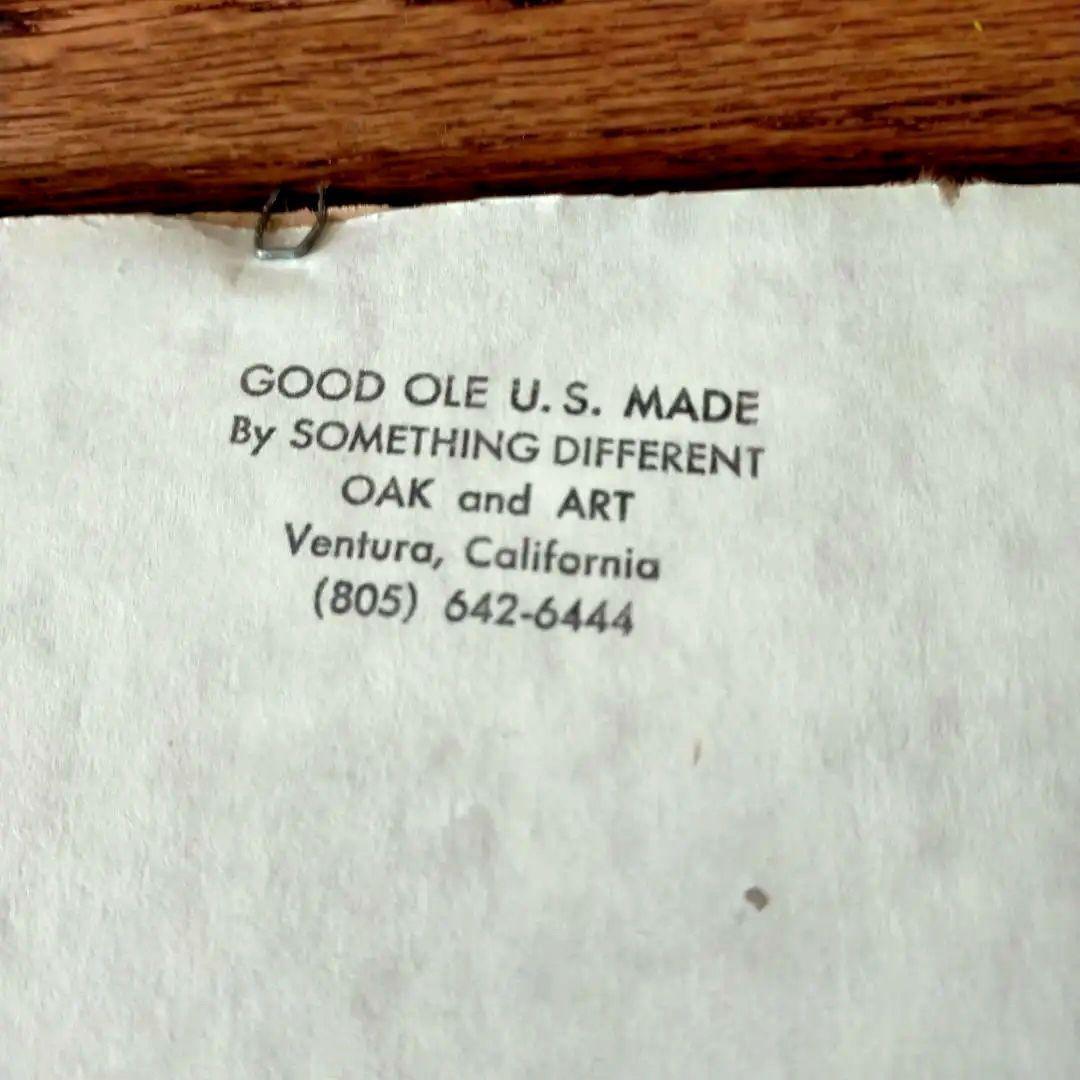 GOOD OLE U.S. MADE
By SOMETHING DIFFERENT
OAK and ART
Ventura, California
(805) 642-6444